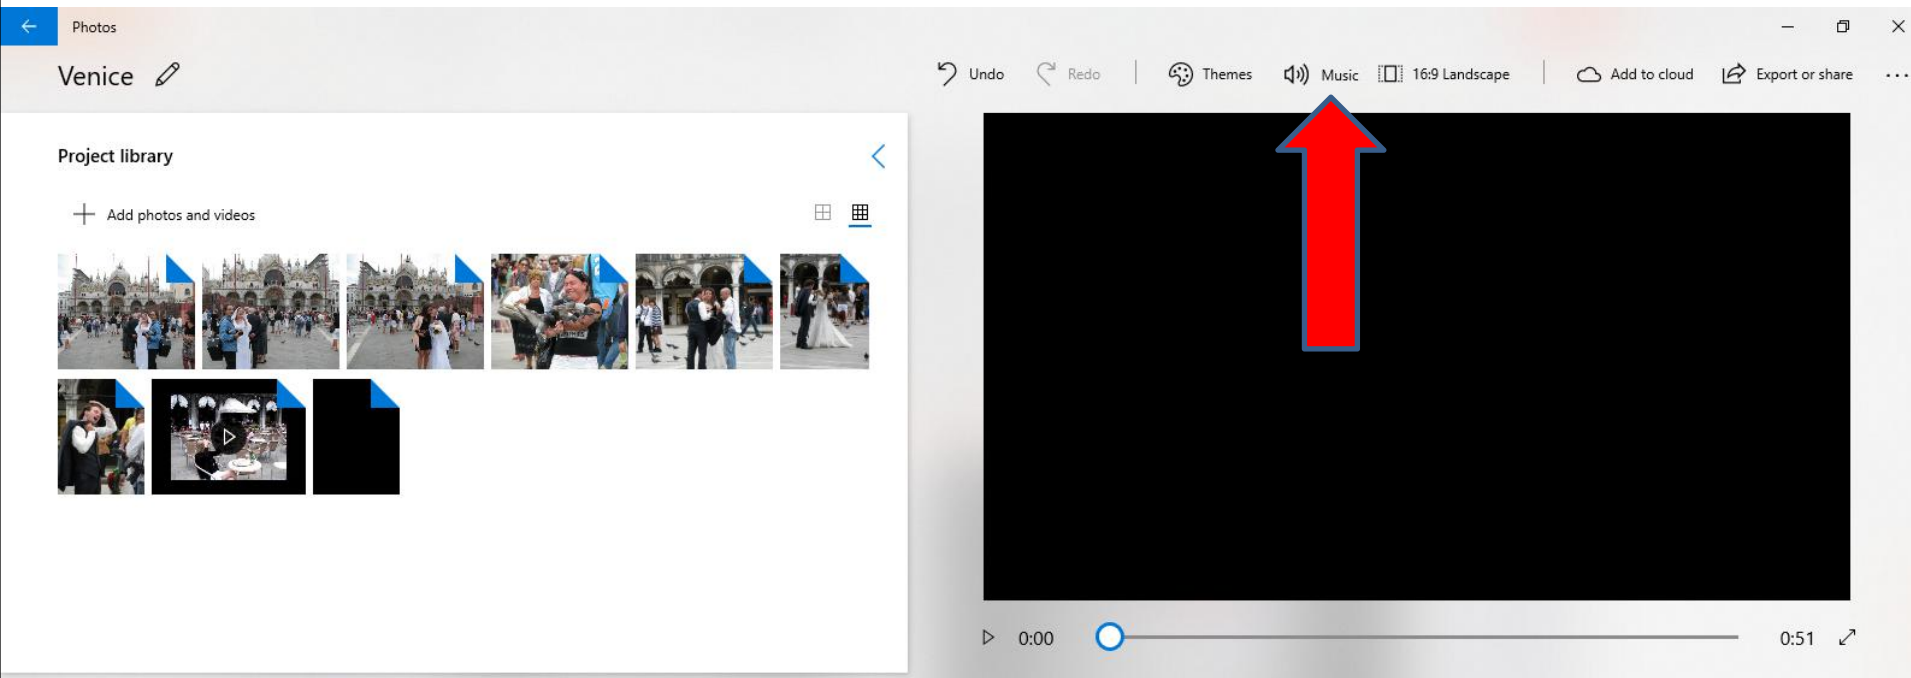 Photos
Venice
Undo Redo Themes Music 16:9 Landscape Add to cloud Export or share ...
Project library
Add photos and videos
0:00 0:51